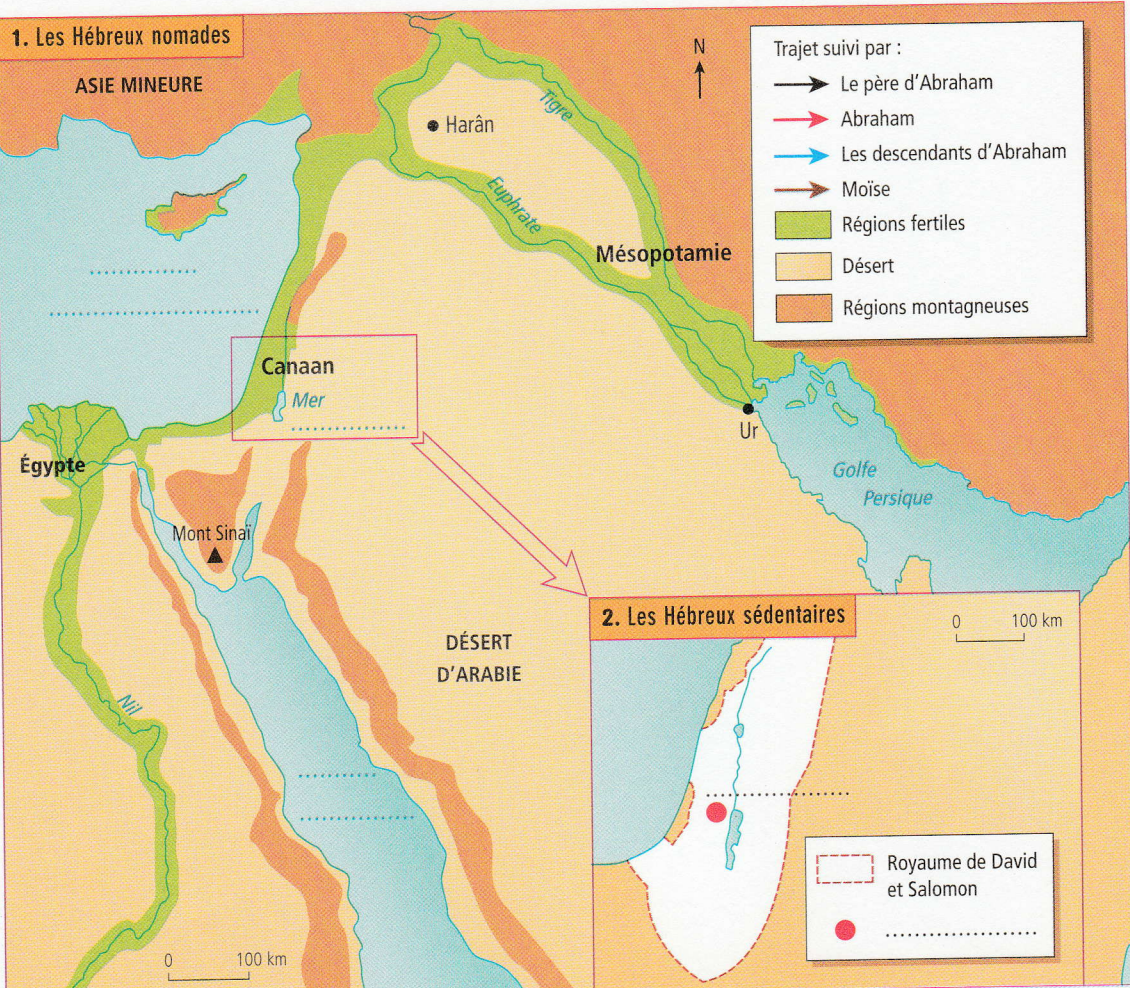 1. Les Hébreux nomades
ASIE MINEURE
N
Trajet suivi par :
Le père d'Abraham
Abraham
Les descendants d'Abraham
Moïse
Régions fertiles
Désert
Régions montagneuses
Harân
Tigre
Euphrate
Mésopotamie
..................
..................................
Canaan
Mer
...................
Ur
Égypte
Golfe
Persique
Mont Sinaï
DÉSERT
D'ARABIE
Nil
.............
...................
0 100 km
2. Les Hébreux sédentaires
0 100 km
........................
Royaume de David
et Salomon
.........................